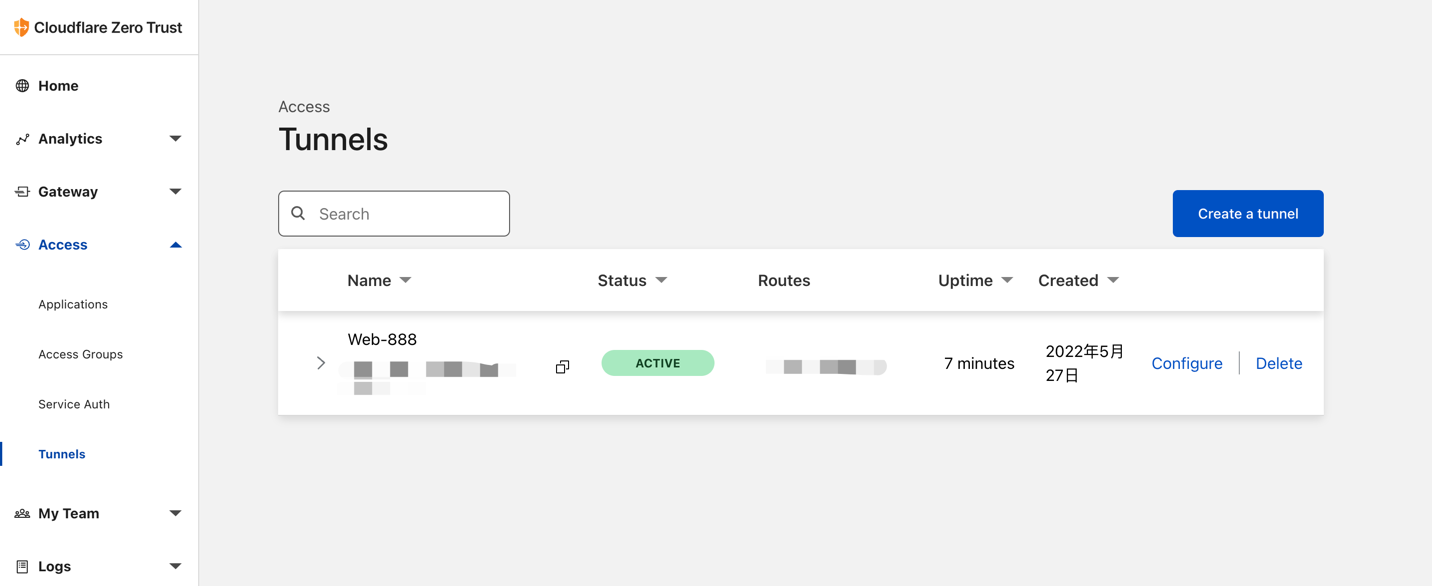 Cloudflare Zero Trust
Home
Analytics
Gateway
Access
Applications
Access Groups
Service Auth
Tunnels
My Team
Logs
Access
Tunnels
Search
Create a tunnel
Name Status Routes Uptime Created
Web-888
ACTIVE
7 minutes
2022年5月
27日
Configure Delete